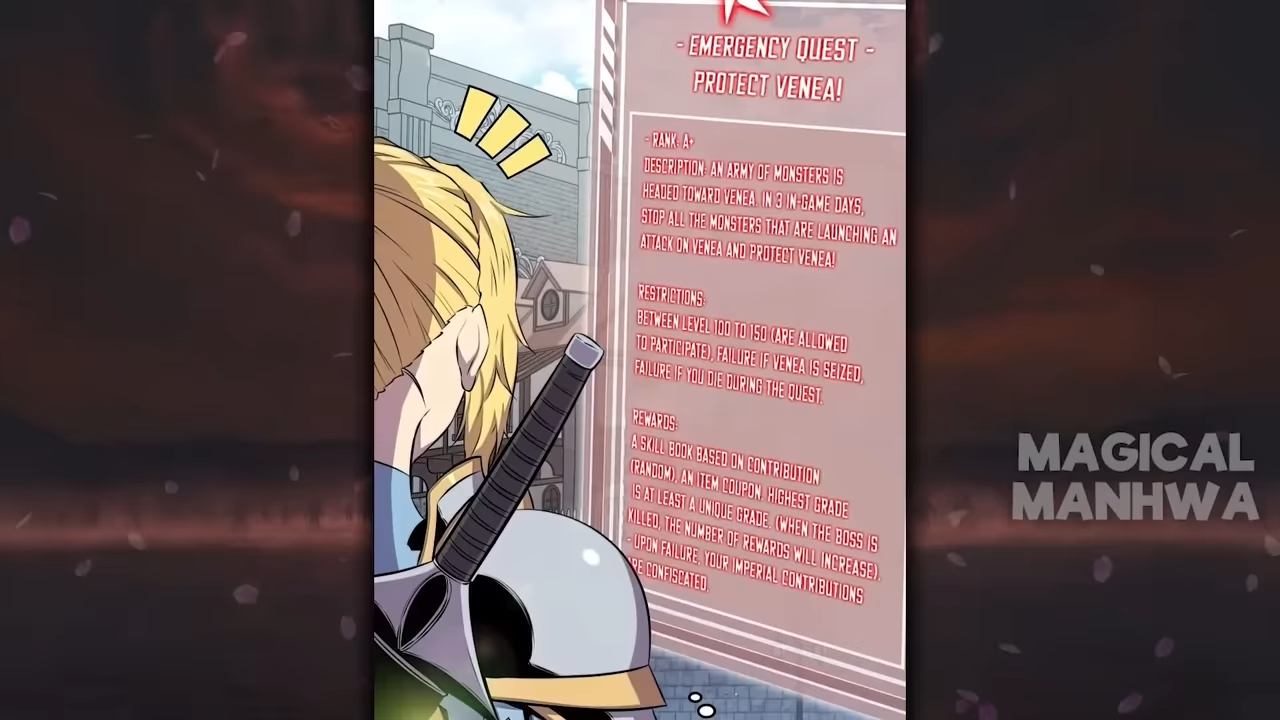 - EMERGENCY QUEST -
PROTECT VENEA!
- RANK: A+
DESCRIPTION: AN ARMY OF MONSTERS IS
HEADED TOWARD VENEA. IN 3 IN-GAME DAYS,
STOP ALL THE MONSTERS THAT ARE LAUNCHING AN
ATTACK ON VENEA AND PROTECT VENEA!
RESTRICTIONS:
BETWEEN LEVEL 100 TO 150 (ARE ALLOWED
TO PARTICIPATE), FAILURE IF VENEA IS SEIZED,
FAILURE IF YOU DIE DURING THE QUEST.
REWARDS:
A SKILL BOOK BASED ON CONTRIBUTION
(RANDOM), AN ITEM COUPON. HIGHEST GRADE
IS AT LEAST A UNIQUE GRADE. (WHEN THE BOSS IS
KILLED, THE NUMBER OF REWARDS WILL INCREASE).
- UPON FAILURE, YOUR IMPERIAL CONTRIBUTIONS
ARE CONFISCATED.
MAGICAL
MANHWA